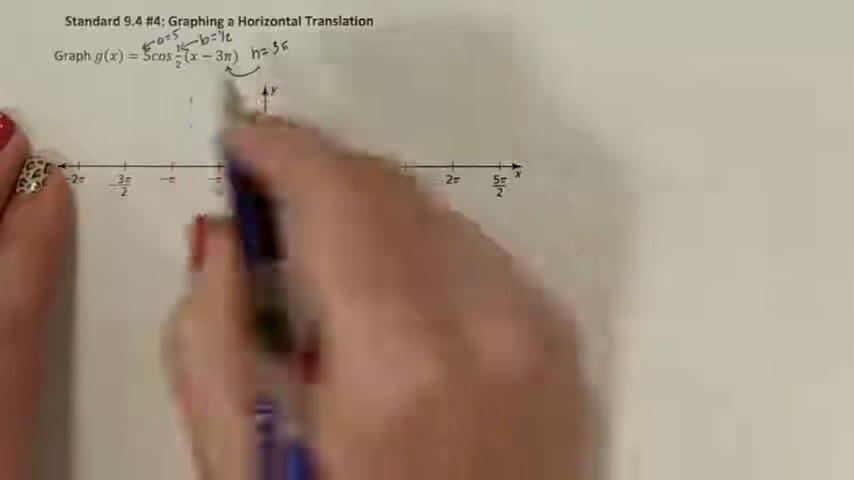 Standard 9.4 #4: Graphing a Horizontal Translation
a=5 b=½
Graph g(x) = 5cos ½(x − 3π) h=3π
y
-2π -3π/2 -π 2π 5π/2 x